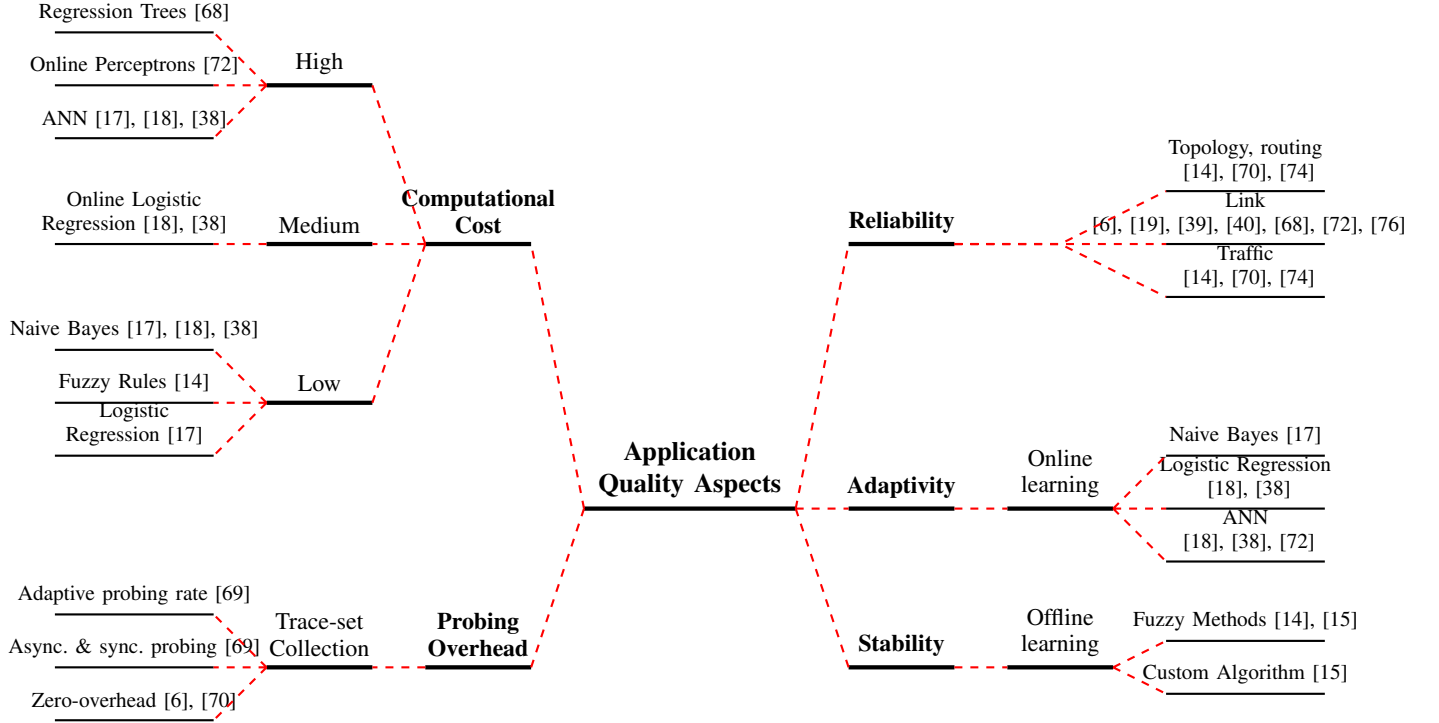 Regression Trees [68]
Online Perceptrons [72]
ANN [17], [18], [38]
High
Online Logistic
Regression [18], [38]
Medium
Computational
Cost
Naive Bayes [17], [18], [38]
Fuzzy Rules [14]
Logistic
Regression [17]
Low
Adaptive probing rate [69]
Async. & sync. probing [69]
Zero-overhead [6], [70]
Trace-set
Collection
Probing
Overhead
Application
Quality Aspects
Reliability
Topology, routing
[14], [70], [74]
Link
[6], [19], [39], [40], [68], [72], [76]
Traffic
[14], [70], [74]
Adaptivity
Online
learning
Naive Bayes [17]
Logistic Regression
[18], [38]
ANN
[18], [38], [72]
Stability
Offline
learning
Fuzzy Methods [14], [15]
Custom Algorithm [15]